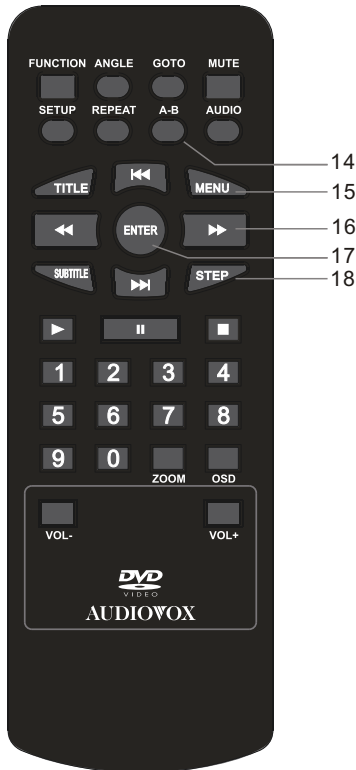 FUNCTION ANGLE GOTO MUTE
SETUP REPEAT A-B AUDIO
14
TITLE MENU 15
ENTER 16
17
SUBTITLE STEP 18
1 2 3 4
5 6 7 8
9 0
ZOOM OSD
VOL- VOL+
DVD
VIDEO
AUDIOVOX